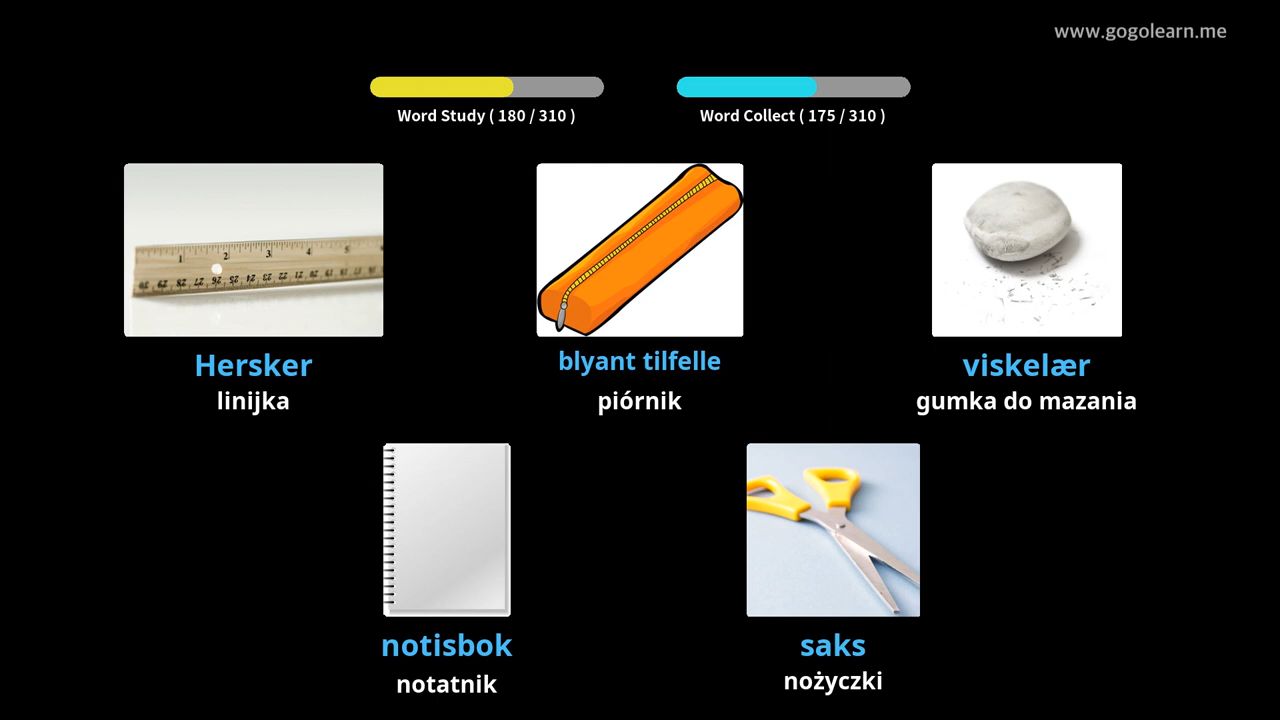 www.gogolearn.me
Word Study ( 180 / 310 )
Word Collect ( 175 / 310 )
Hersker
linijka
blyant tilfelle
piórnik
viskelær
gumka do mazania
notisbok
notatnik
saks
nożyczki